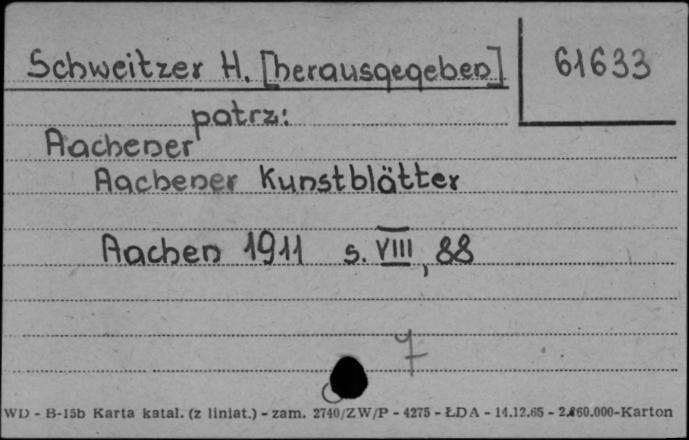 Schweitzer H. [herausgegeben]
61633
patrz:
Aachener
Aachener Kunstblätter
Aachen 1911 s. VIII, 88
7
WD - B-15b Karta katal. (z liniat.) - zam. 2740/ZW/P - 4275 - ŁDA - 14.12.65 - 2.860.000-Karton